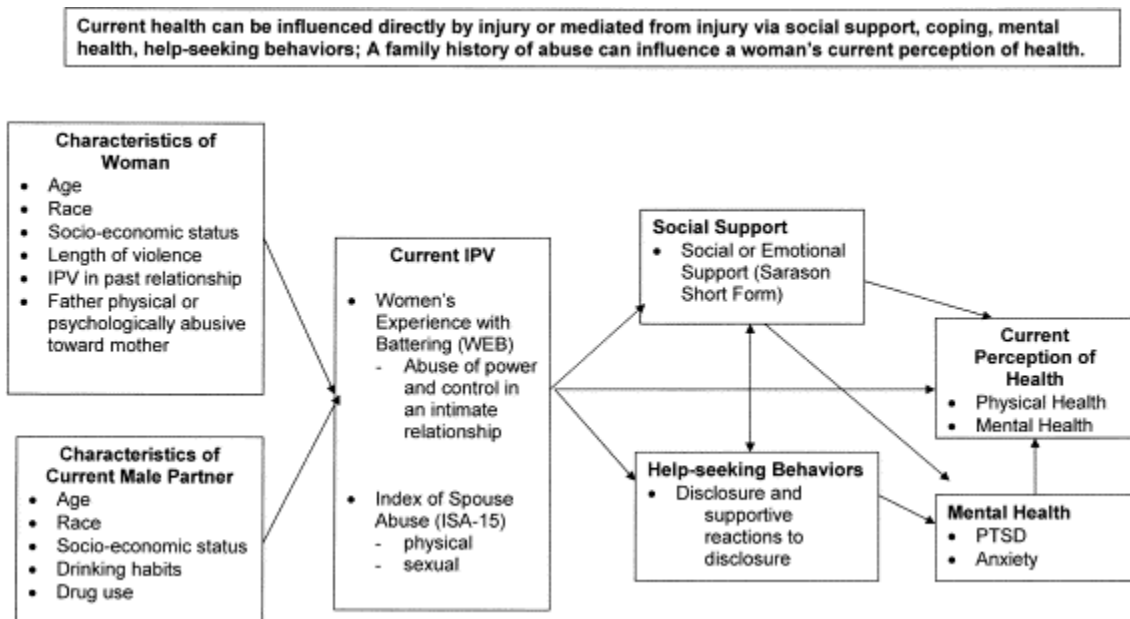 Current health can be influenced directly by injury or mediated from injury via social support, coping, mental
health, help-seeking behaviors; A family history of abuse can influence a woman's current perception of health.
Characteristics of
Woman
• Age
• Race
• Socio-economic status
• Length of violence
• IPV in past relationship
• Father physical or
psychologically abusive
toward mother
Characteristics of
Current Male Partner
• Age
• Race
• Socio-economic status
• Drinking habits
• Drug use
Current IPV
• Women's
Experience with
Battering (WEB)
- Abuse of power
and control in
an intimate
relationship
• Index of Spouse
Abuse (ISA-15)
- physical
- sexual
Social Support
• Social or Emotional
Support (Sarason
Short Form)
Help-seeking Behaviors
• Disclosure and
supportive
reactions to
disclosure
Current
Perception of
Health
• Physical Health
• Mental Health
Mental Health
• PTSD
• Anxiety